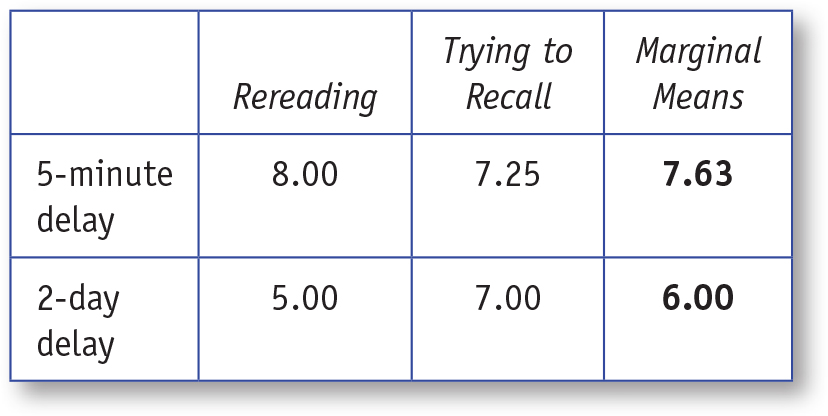 Rereading
Trying to
Recall
Marginal
Means
5-minute
delay
8.00
7.25
7.63
2-day
delay
5.00
7.00
6.00